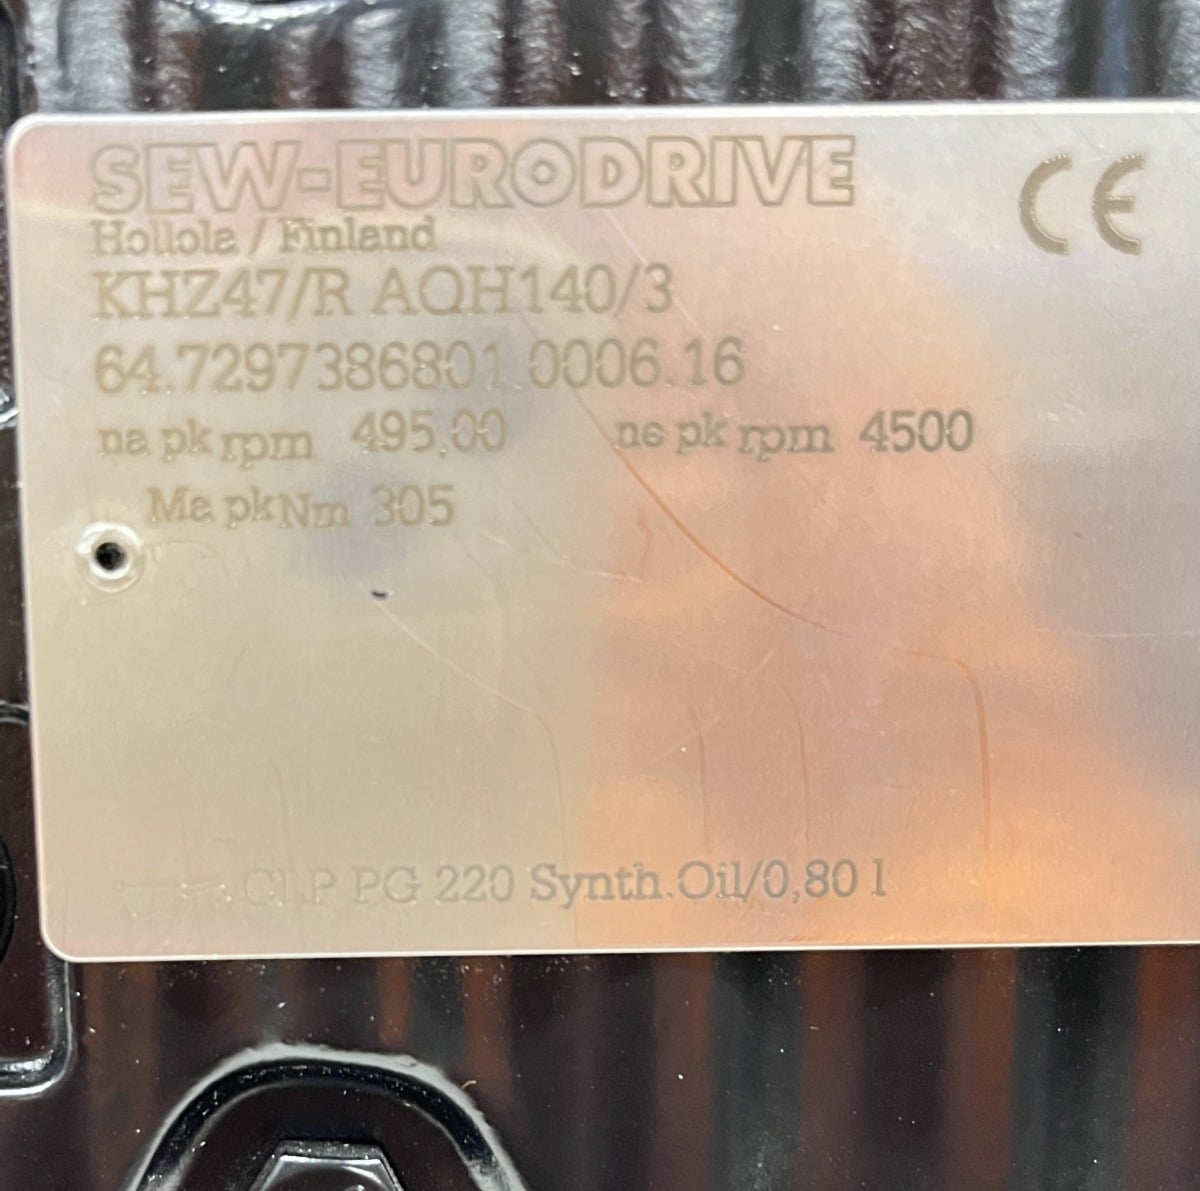 SEW-EURODRIVE CE
Hollola / Finland
KHZ47/R AQH140/3
64.7297386801.0006.16
na pk rpm 495,00 ne pk rpm 4500
Ma pk Nm 305
CLP PG 220 Synth.Oil/0,80 l